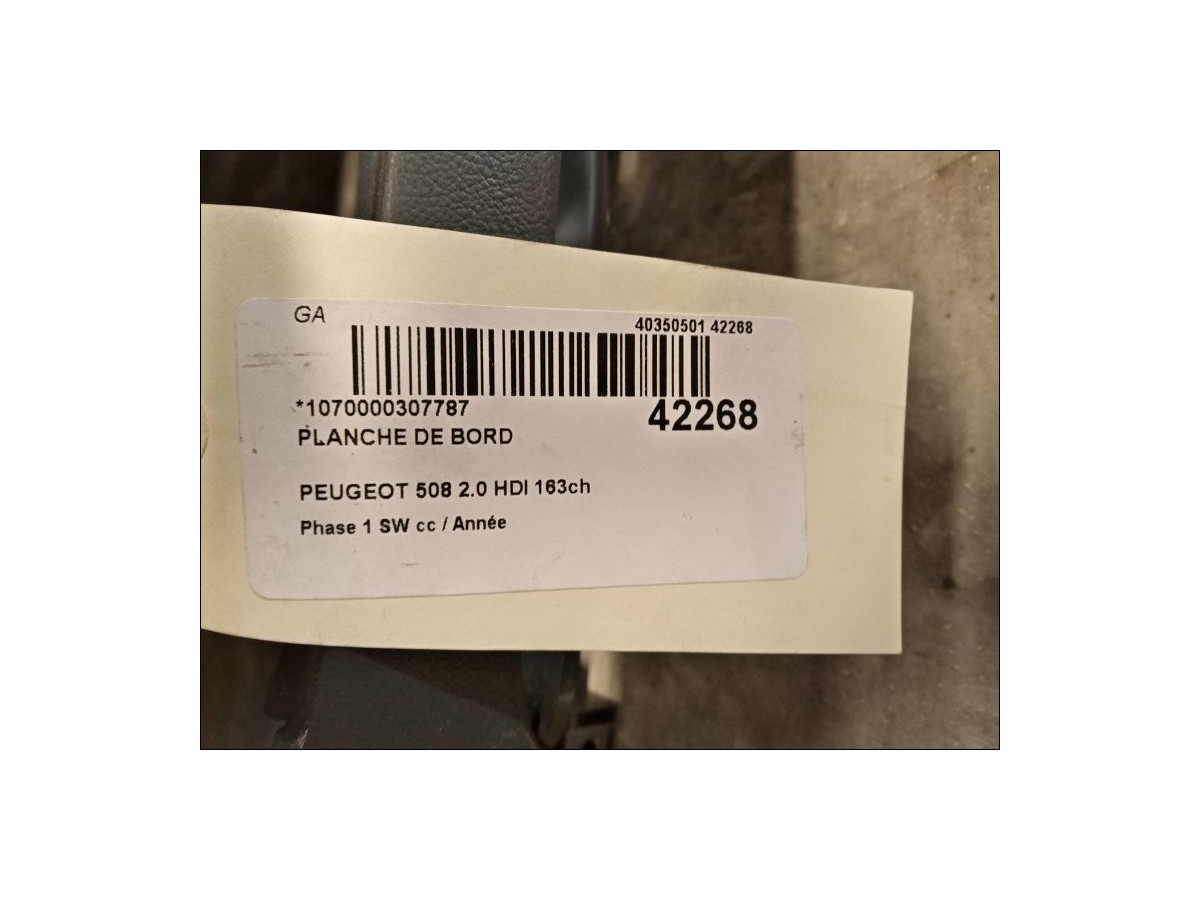 GA
40350501 42268
*1070000307787
42268
PLANCHE DE BORD
PEUGEOT 508 2.0 HDI 163ch
Phase 1 SW cc / Année